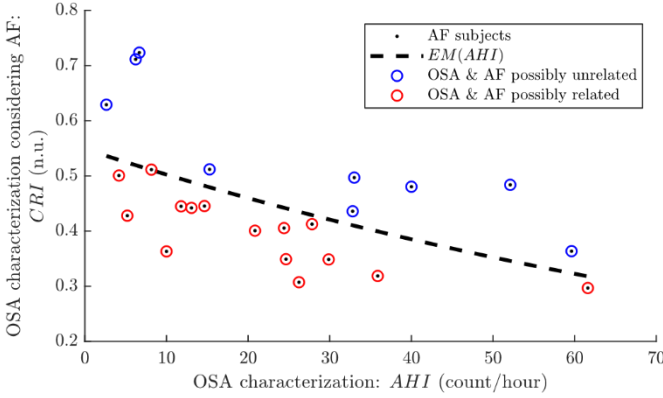 OSA characterization considering AF:
CRI (n.u.)
0.8
0.7
0.6
0.5
0.4
0.3
0.2
0
10
20
30
40
50
60
70
OSA characterization: AHI (count/hour)
AF subjects
EM(AHI)
OSA & AF possibly unrelated
OSA & AF possibly related